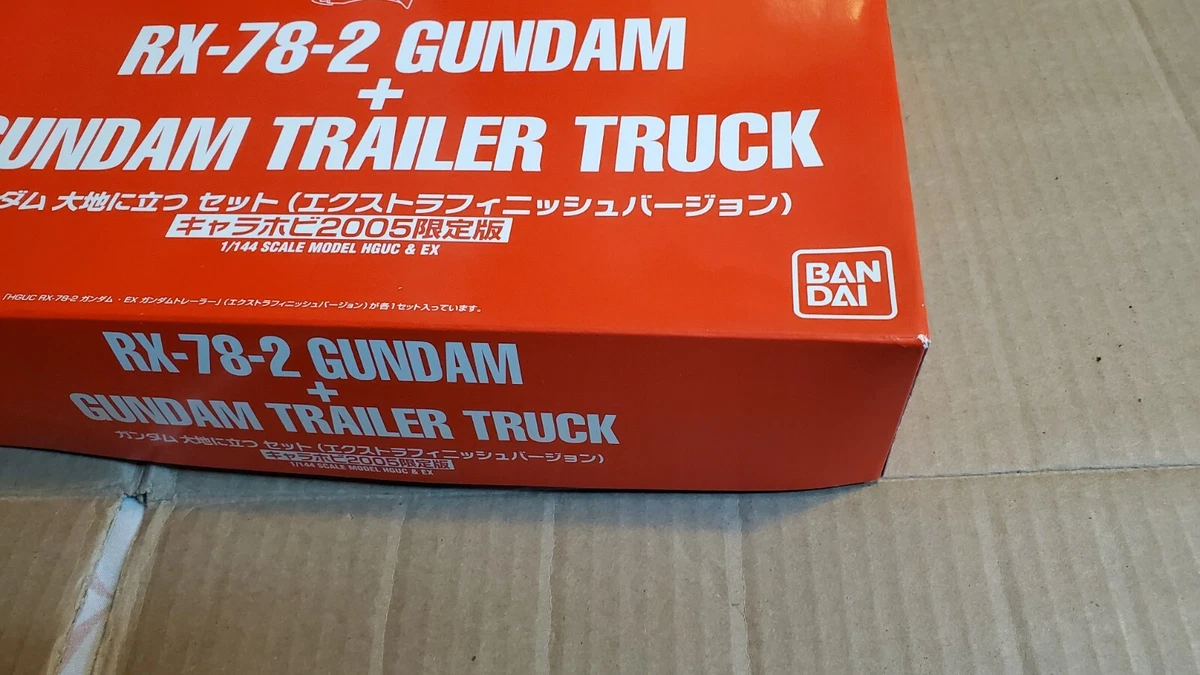 RX-78-2 GUNDAM
+
GUNDAM TRAILER TRUCK
ダム 大地に立つ セット (エクストラフィニッシュバージョン)
キャラホビ2005限定版
1/144 SCALE MODEL HGUC & EX
BAN
DAI
「HGUC RX-78-2 ガンダム・EX ガンダムトレーラー」(エクストラフィニッシュバージョン)が各1セット入っています。
RX-78-2 GUNDAM
+
GUNDAM TRAILER TRUCK
ガンダム 大地に立つ セット (エクストラフィニッシュバージョン)
キャラホビ2005限定版
1/144 SCALE MODEL HGUC & EX